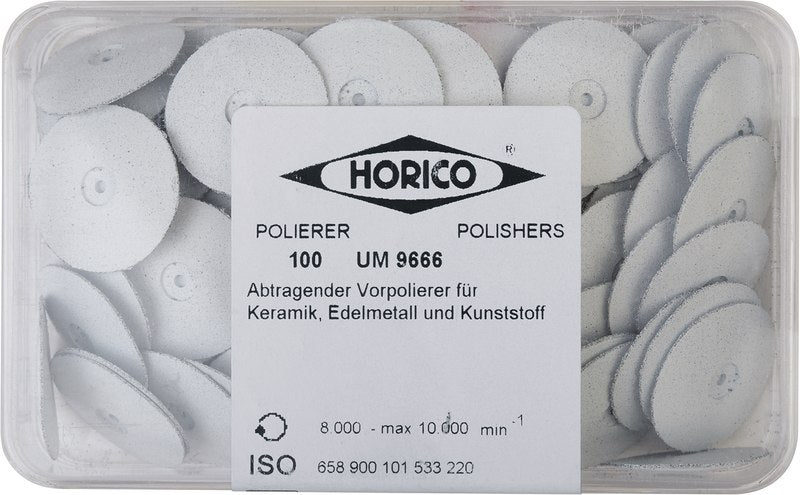 HORICO ®
POLIERER POLISHERS
100 UM 9666
Abtragender Vorpolierer für
Keramik, Edelmetall und Kunststoff
8.000 - max 10.000 min -1
ISO 658 900 101 533 220